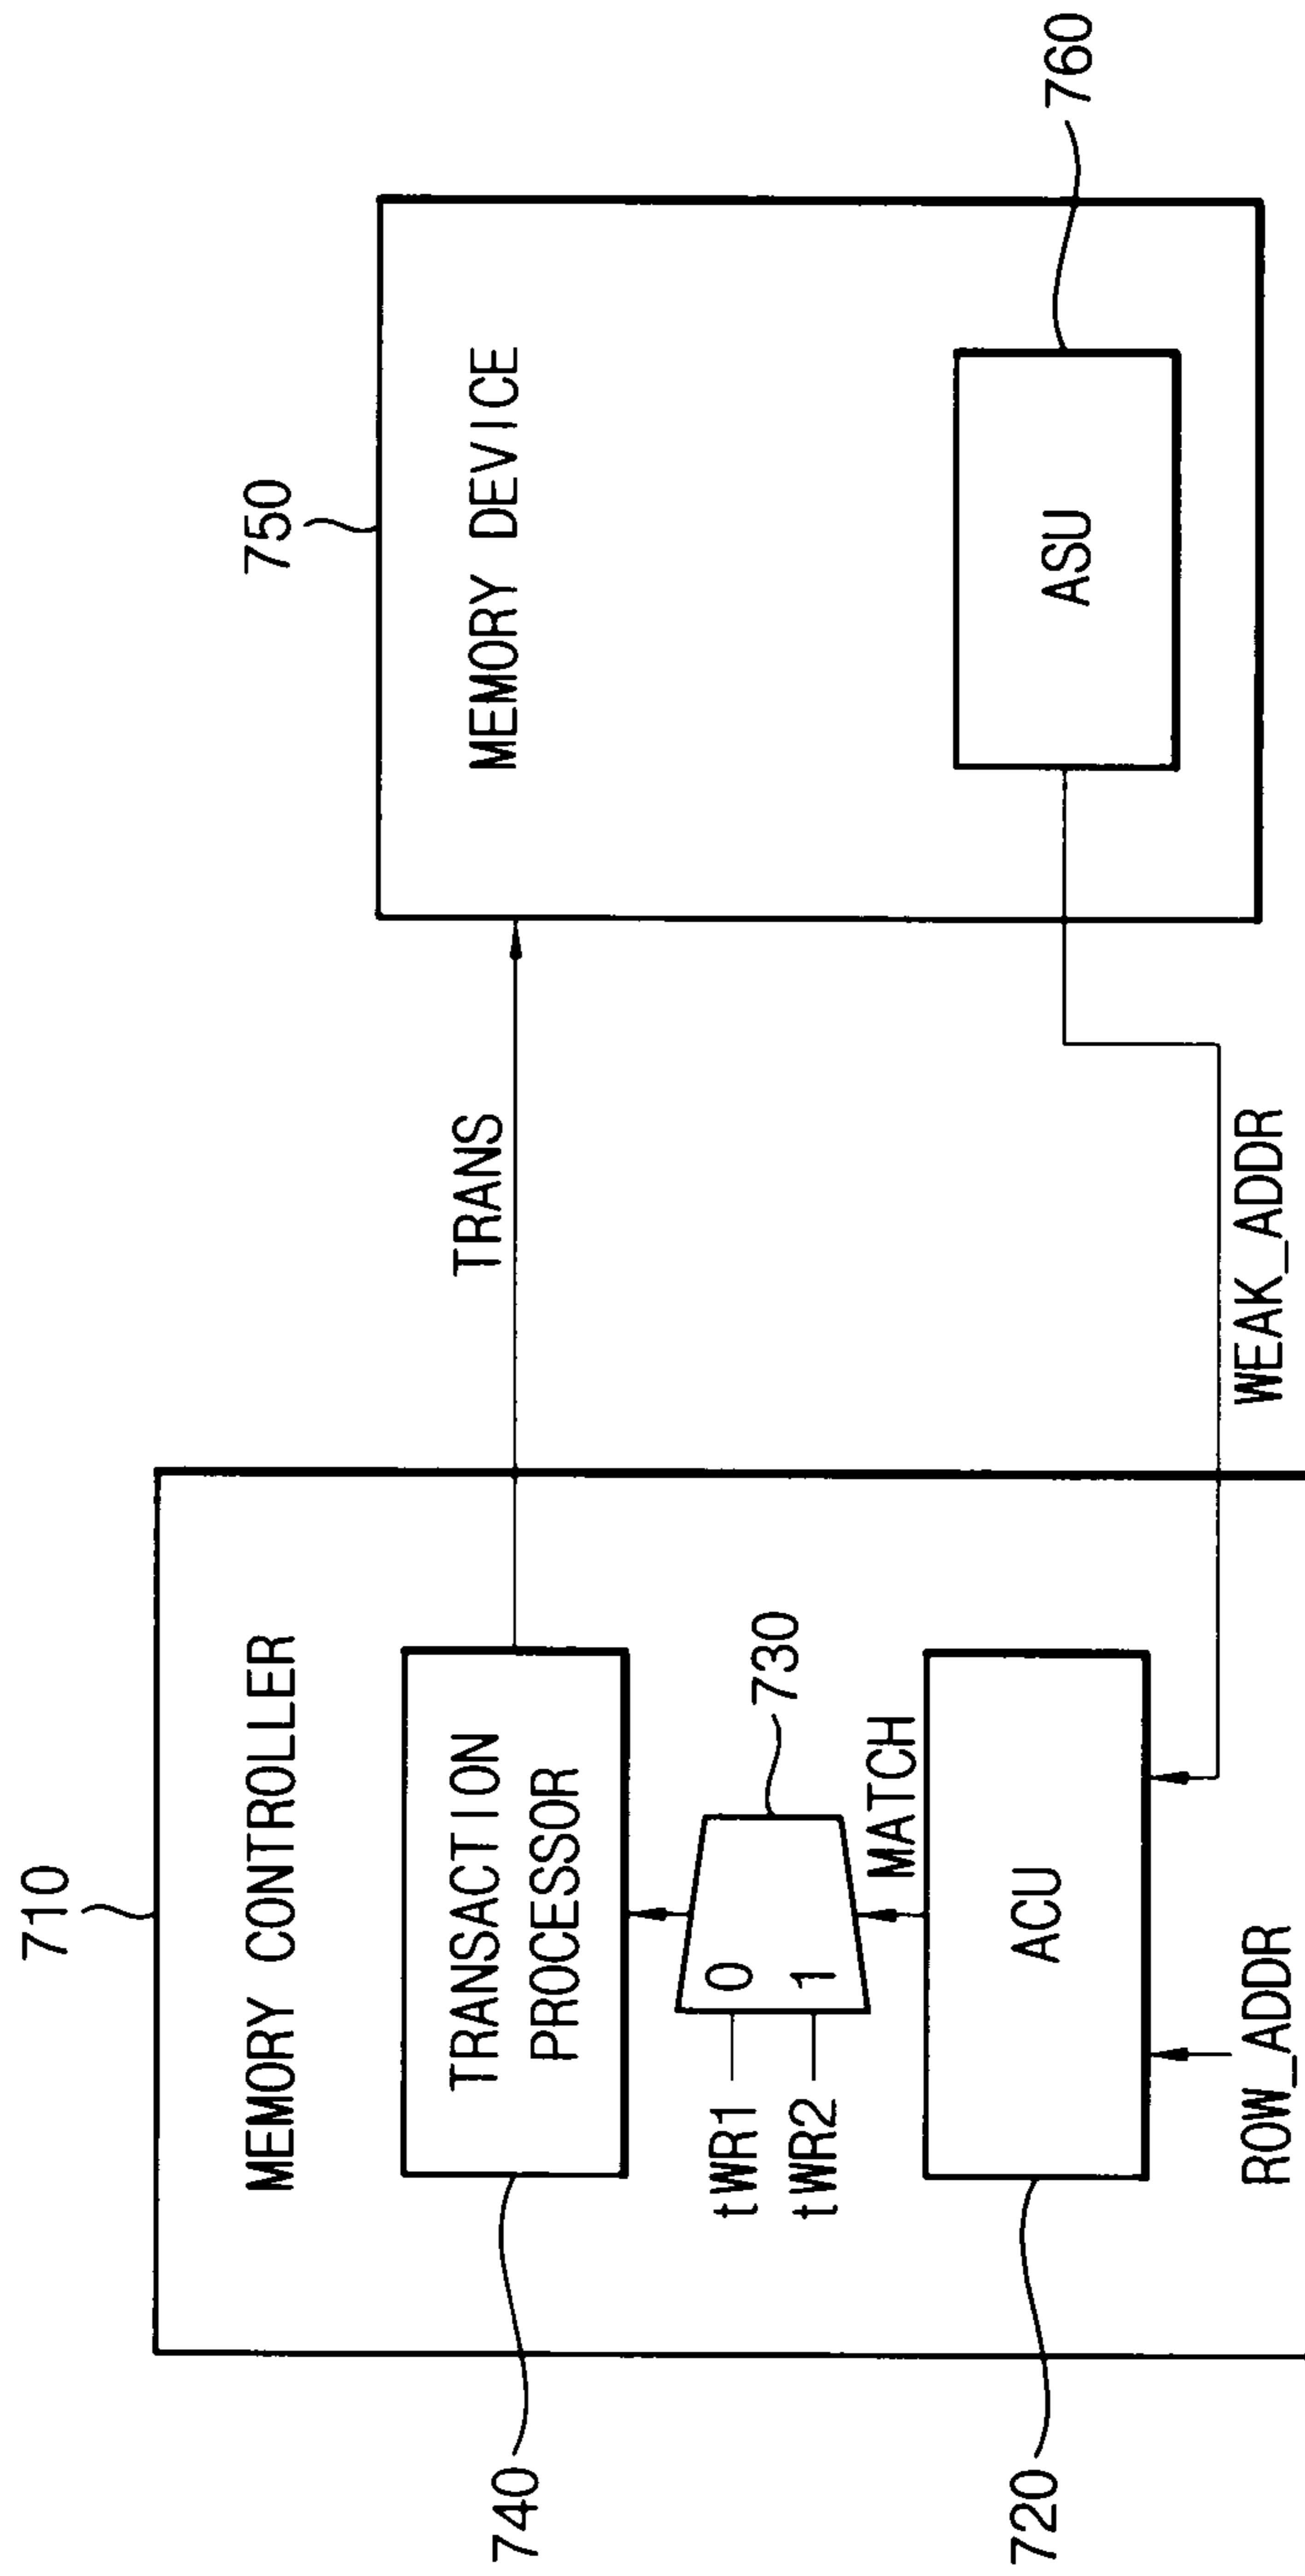 710
750
MEMORY CONTROLLER
MEMORY DEVICE
740
TRANSACTION
PROCESSOR
TRANS
tWR1
0
tWR2
1
730
MATCH
720
ACU
ASU
760
ROW_ADDR
WEAK_ADDR